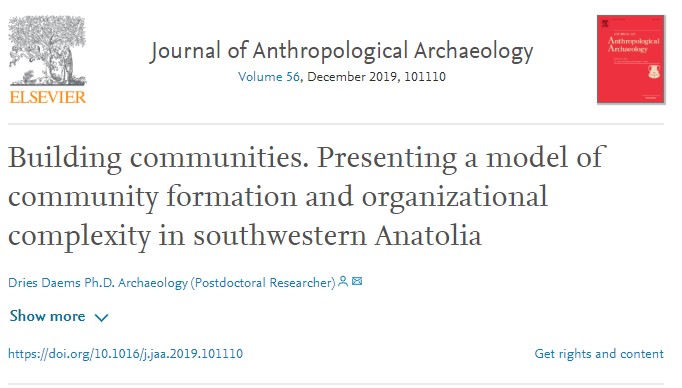 ELSEVIER
Journal of Anthropological Archaeology
Volume 56, December 2019, 101110
Anthropological
Archaeology
Building communities. Presenting a model of
community formation and organizational
complexity in southwestern Anatolia
Dries Daems Ph.D. Archaeology (Postdoctoral Researcher)
Show more
https://doi.org/10.1016/j.jaa.2019.101110 Get rights and content